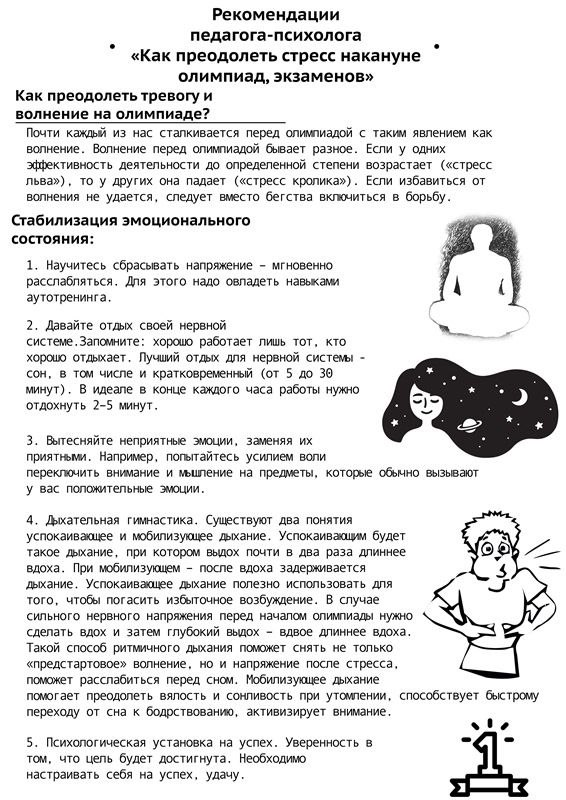 Рекомендации
педагога-психолога
«Как преодолеть стресс накануне
олимпиад, экзаменов»
Как преодолеть тревогу и
волнение на олимпиаде?
Почти каждый из нас сталкивается перед олимпиадой с таким явлением как
волнение. Волнение перед олимпиадой бывает разное. Если у одних
эффективность деятельности до определенной степени возрастает («стресс
льва»), то у других она падает («стресс кролика»). Если избавиться от
волнения не удается, следует вместо бегства включиться в борьбу.
Стабилизация эмоционального
состояния:
1. Научитесь сбрасывать напряжение – мгновенно
расслабляться. Для этого надо овладеть навыками
аутотренинга.
2. Давайте отдых своей нервной
системе.Запомните: хорошо работает лишь тот, кто
хорошо отдыхает. Лучший отдых для нервной системы -
сон, в том числе и кратковременный (от 5 до 30
минут). В идеале в конце каждого часа работы нужно
отдохнуть 2–5 минут.
3. Вытесняйте неприятные эмоции, заменяя их
приятными. Например, попытайтесь усилием воли
переключить внимание и мышление на предметы, которые обычно вызывают
у вас положительные эмоции.
4. Дыхательная гимнастика. Существуют два понятия
успокаивающее и мобилизующее дыхание. Успокаивающим будет
такое дыхание, при котором выдох почти в два раза длиннее
вдоха. При мобилизующем – после вдоха задерживается
дыхание. Успокаивающее дыхание полезно использовать для
того, чтобы погасить избыточное возбуждение. В случае
сильного нервного напряжения перед началом олимпиады нужно
сделать вдох и затем глубокий выдох – вдвое длиннее вдоха.
Такой способ ритмичного дыхания поможет снять не только
«предстартовое» волнение, но и напряжение после стресса,
поможет расслабиться перед сном. Мобилизующее дыхание
помогает преодолеть вялость и сонливость при утомлении, способствует быстрому
переходу от сна к бодрствованию, активизирует внимание.
5. Психологическая установка на успех. Уверенность в
том, что цель будет достигнута. Необходимо
настраивать себя на успех, удачу.
1